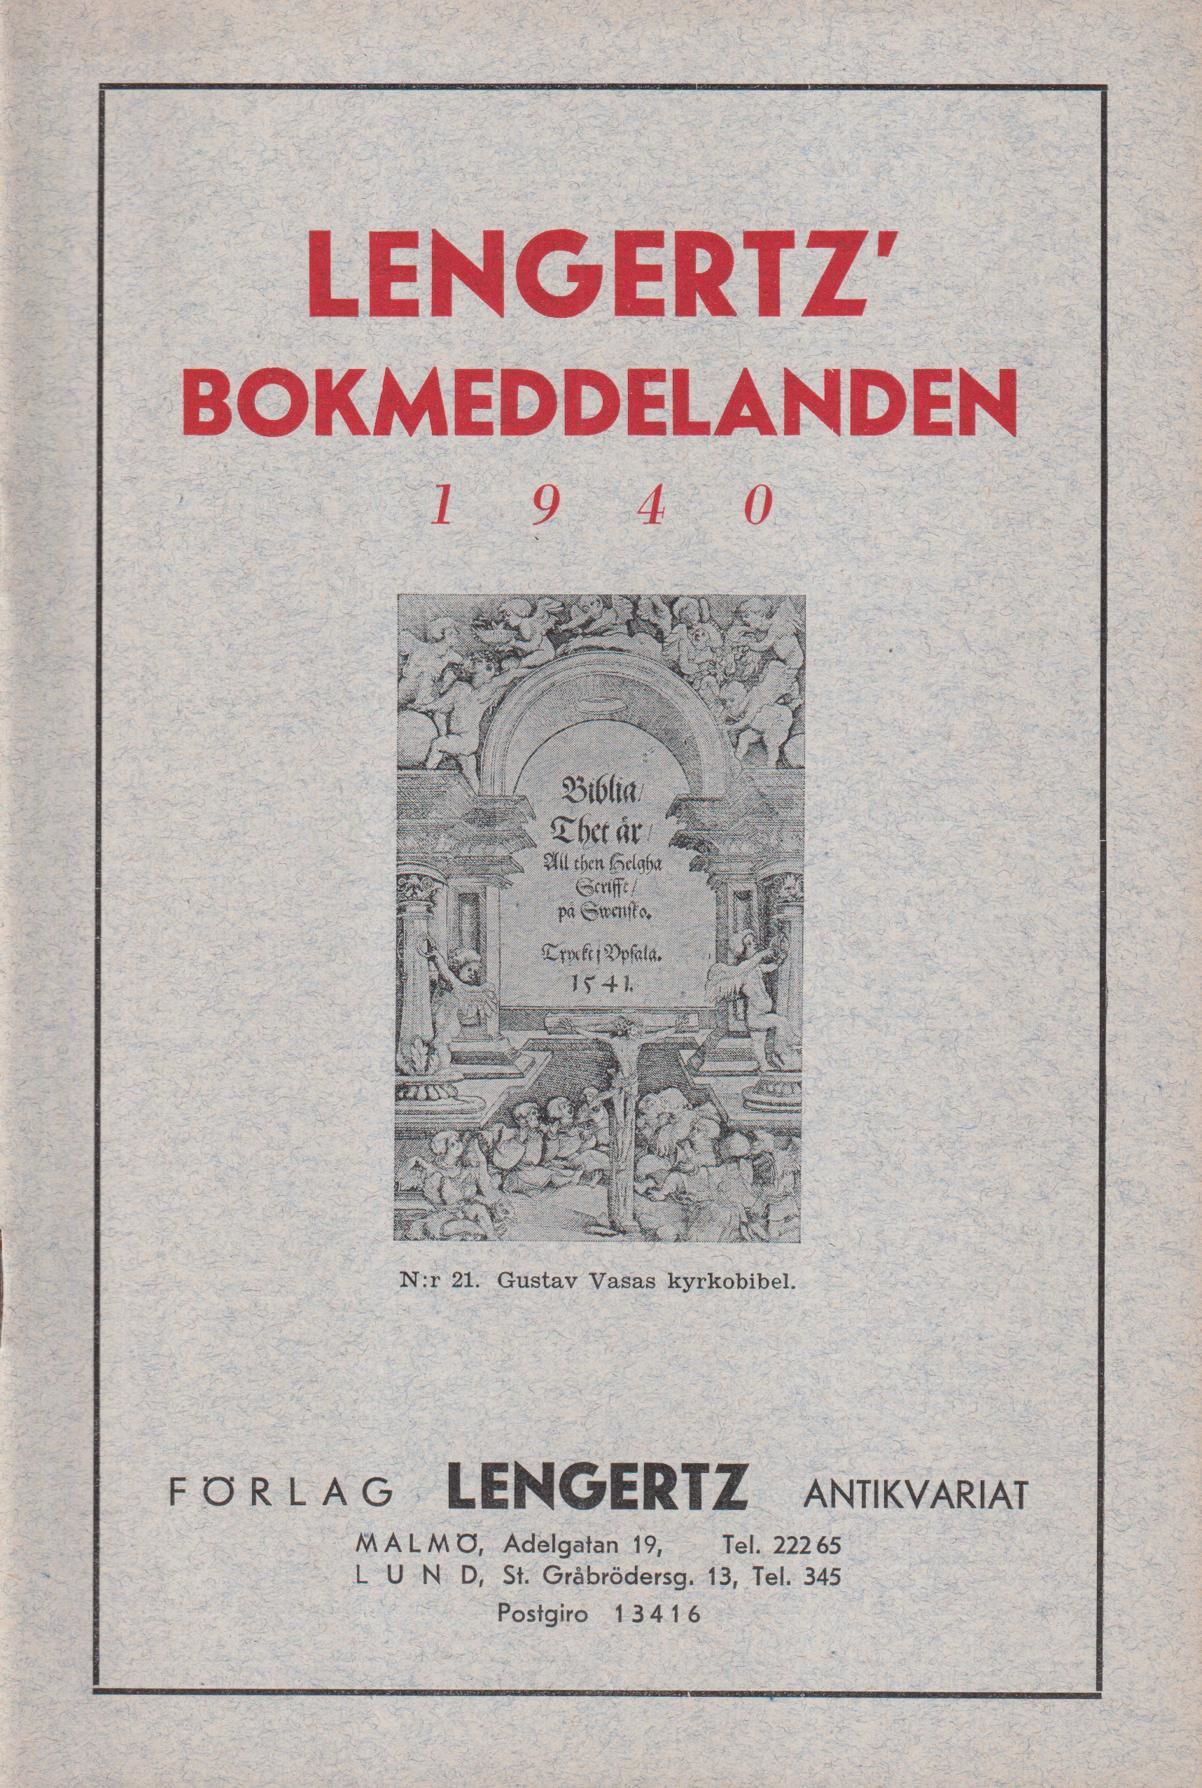 LENGERTZ'
BOKMEDDELANDEN
1940
Biblia/
Thet är/
All then Helgha
Scrifft/
på Swensko.
Tryckt j Vpsala.
1541.
N:r 21. Gustav Vasas kyrkobibel.
FÖRLAG LENGERTZ ANTIKVARIAT
MALMÖ, Adelgatan 19, Tel. 222 65
LUND, St. Gråbrödersg. 13, Tel. 345
Postgiro 13416